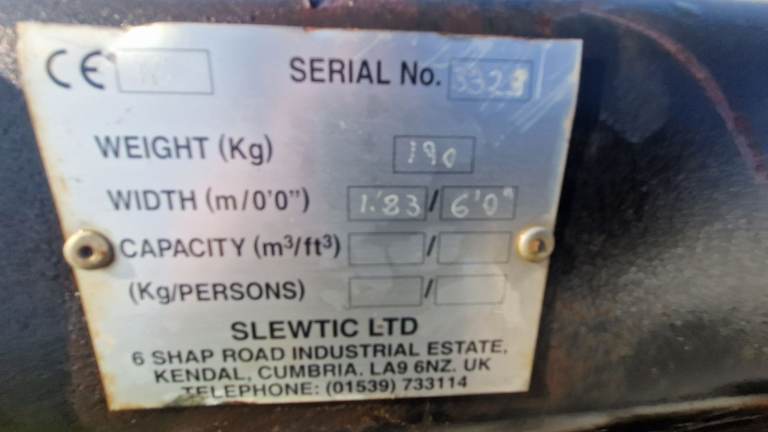 CE
SERIAL No. 3323
WEIGHT (Kg) 190
WIDTH (m/0'0") 1.83 / 6'0"
CAPACITY (m³/ft³) /
(Kg/PERSONS) /
SLEWTIC LTD
6 SHAP ROAD INDUSTRIAL ESTATE,
KENDAL, CUMBRIA. LA9 6NZ. UK
TELEPHONE: (01539) 733114